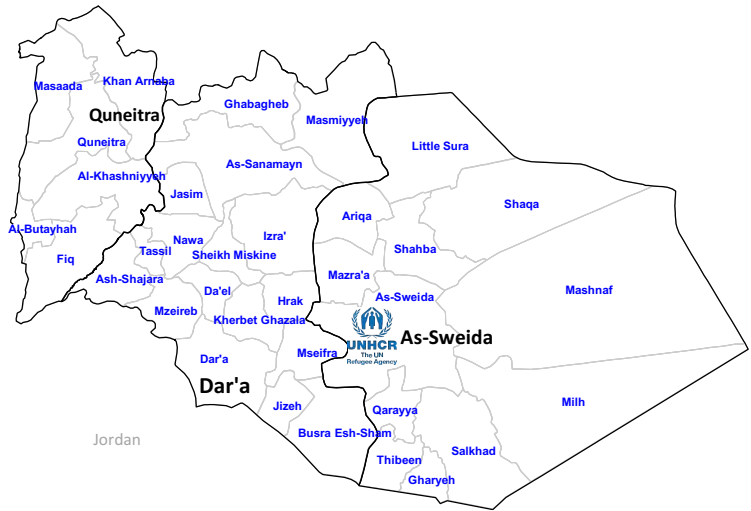 Khan Arnaba
Masaada
Ghabagheb
Quneitra
Masmiyyeh
Quneitra
Little Sura
As-Sanamayn
Al-Khashniyyeh
Jasim
Shaqa
Ariqa
Al-Butayhah
Izra'
Nawa
Shahba
Tassil
Sheikh Miskine
Fiq
Mazra'a
Ash-Shajara
Da'el
Mashnaf
As-Sweida
Hrak
Mzeireb
Kherbet Ghazala
As-Sweida
UNHCR
The UN
Refugee Agency
Mseifra
Dar'a
Dar'a
Milh
Jizeh
Qarayya
Busra Esh-Sham
Jordan
Salkhad
Thibeen
Gharyeh